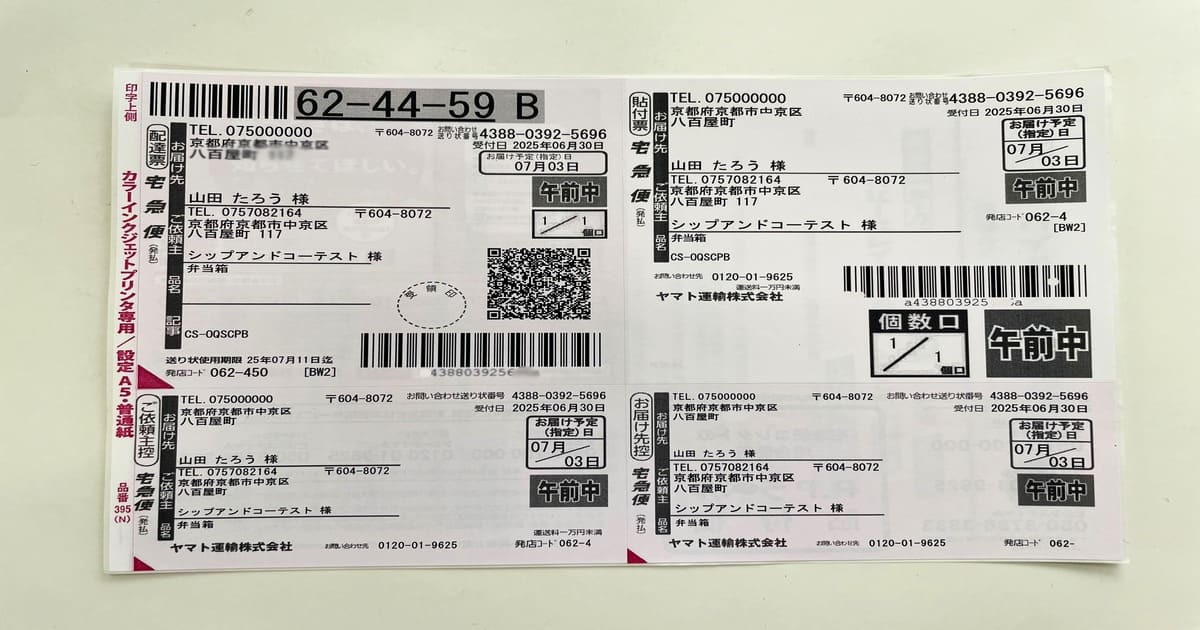 印字上側
カラーインクジェットプリンタ専用/設定A5・普通紙
品番395(N)
62-44-59 B
配達票
宅急便
(発払)
お届け先
TEL. 075000000
〒604-8072
お問い合わせ送り状番号
4388-0392-5696
京都府京都市中京区
受付日 2025年06月30日
八百屋町 117
お届け予定(指定)日
07月03日
山田 たろう 様
午前中
ご依頼主
TEL. 0757082164
〒604-8072
1/1
個口
京都府京都市中京区
八百屋町 117
シップアンドコーテスト 様
品名
弁当箱
受領印
記事
CS-OQSCPB
送り状使用期限 25年07月11日迄
発店コード 062-450
[BW2]
4388039256
貼付票
宅急便
(発払)
お届け先
TEL. 075000000
〒604-8072
お問い合わせ送り状番号
4388-0392-5696
京都府京都市中京区
受付日 2025年06月30日
八百屋町
お届け予定(指定)日
07月/03日
山田 たろう 様
午前中
ご依頼主
TEL. 0757082164
〒604-8072
京都府京都市中京区
八百屋町 117
発店コード 062-4
シップアンドコーテスト 様
[BW2]
品名
弁当箱
CS-OQSCPB
お問い合わせ先 0120-01-9625
運送料一万円未満
ヤマト運輸株式会社
a438803925
a
個数口
1/1
個口
午前中
ご依頼主控
宅急便
(発払)
お届け先
TEL. 075000000
〒604-8072
お問い合わせ送り状番号 4388-0392-5696
京都府京都市中京区
受付日 2025年06月30日
八百屋町
お届け予定(指定)日
07月/03日
山田 たろう 様
ご依頼主
TEL. 0757082164
〒604-8072
京都府京都市中京区
午前中
八百屋町
シップアンドコーテスト 様
品名
弁当箱
運送料一万円未満
ヤマト運輸株式会社
お問い合わせ先 0120-01-9625
発店コード 062-4
お届け先控
宅急便
(発払)
お届け先
TEL. 075000000
〒604-8072
お問い合わせ送り状番号 4388-0392-5696
京都府京都市中京区
受付日 2025年06月30日
八百屋町
お届け予定(指定)日
07月/03日
山田 たろう 様
ご依頼主
TEL. 0757082164
〒604-8072
京都府京都市中京区
午前中
八百屋町
シップアンドコーテスト 様
品名
弁当箱
ヤマト運輸株式会社
お問い合わせ先 0120-01-9625
発店コード 062-